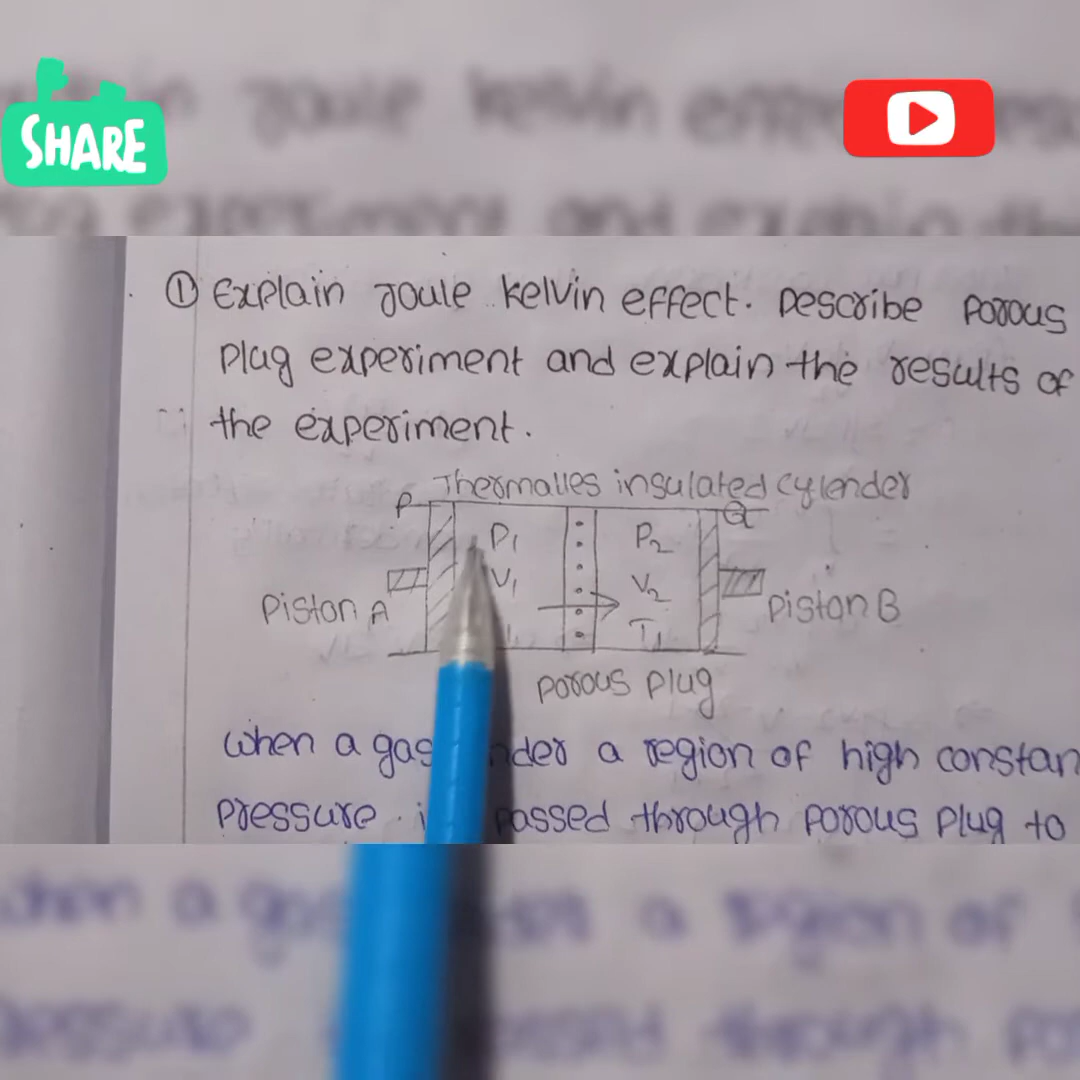 SHARE
① Explain Joule Kelvin effect. Describe porous
plug experiment and explain the results of
the experiment.
Thermalles insulated cylender
P Q
P1 P2
V1 V2
T1
Piston A Piston B
porous plug
when a gas a region of high constan
pressure passed through porous plug to